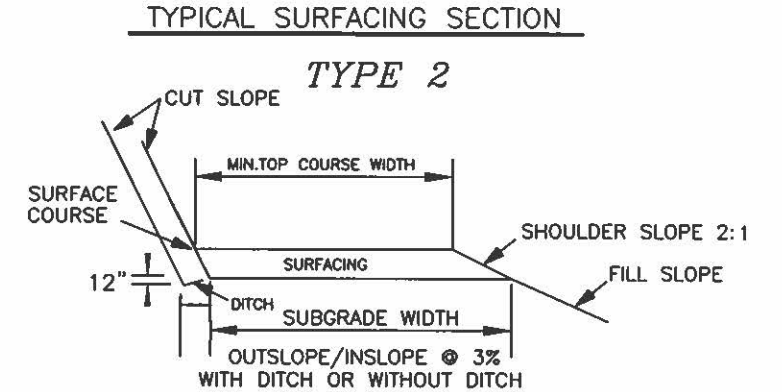 TYPICAL SURFACING SECTION
TYPE 2
CUT SLOPE
MIN.TOP COURSE WIDTH
SURFACE
COURSE
SHOULDER SLOPE 2:1
SURFACING
FILL SLOPE
12"
DITCH
SUBGRADE WIDTH
OUTSLOPE/INSLOPE @ 3%
WITH DITCH OR WITHOUT DITCH